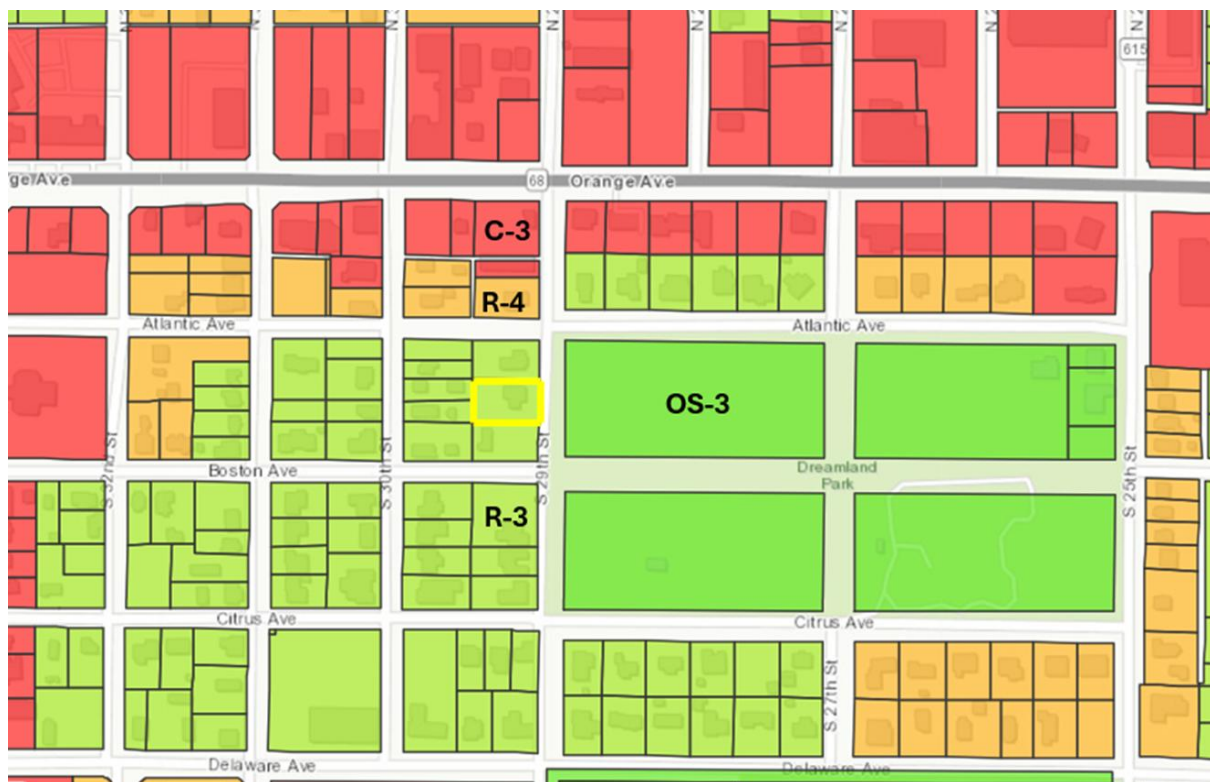 615
ge Ave
68
Orange Ave
C-3
R-4
Atlantic Ave
Atlantic Ave
OS-3
S 32nd St
S 30th St
S 29th St
S 25th St
Boston Ave
Dreamland
Park
R-3
Citrus Ave
Citrus Ave
S 27th St
Delaware Ave
Delaware Ave